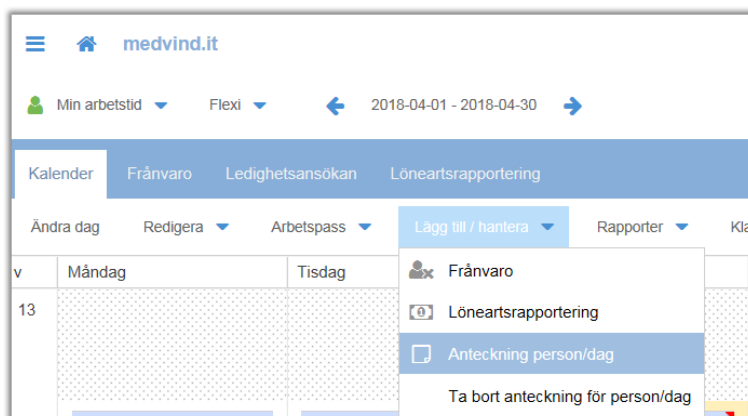 medvind.it
Min arbetstid Flexi 2018-04-01 - 2018-04-30
Kalender Frånvaro Ledighetsansökan Löneartsrapportering
Ändra dag Redigera Arbetspass Lägg till / hantera Rapporter Kla
v Måndag Tisdag
Frånvaro
13
Löneartsrapportering
Anteckning person/dag
Ta bort anteckning för person/dag